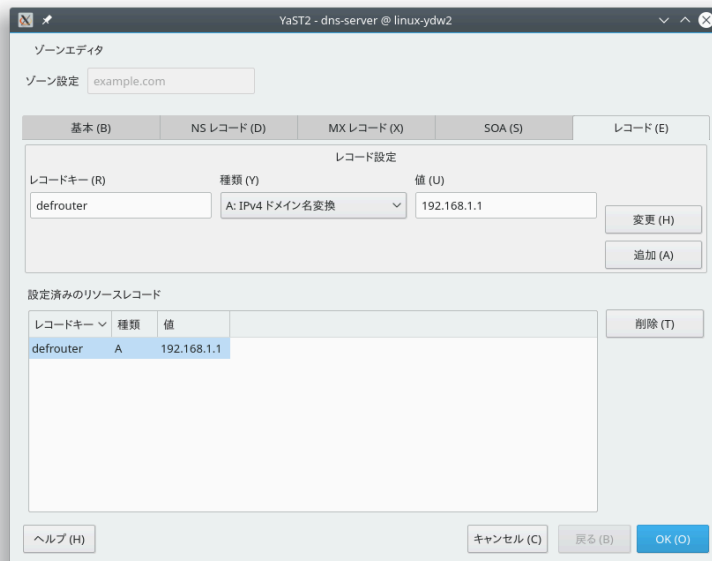 YaST2 - dns-server @ linux-ydw2
ゾーンエディタ
ゾーン設定 example.com
基本 (B) NS レコード (D) MX レコード (X) SOA (S) レコード (E)
レコード設定
レコードキー (R) 種類 (Y) 値 (U)
defrouter A: IPv4 ドメイン名変換 192.168.1.1
変更 (H)
追加 (A)
設定済みのリソースレコード
レコードキー 種類 値 削除 (T)
defrouter A 192.168.1.1
ヘルプ (H) キャンセル (C) 戻る (B) OK (O)